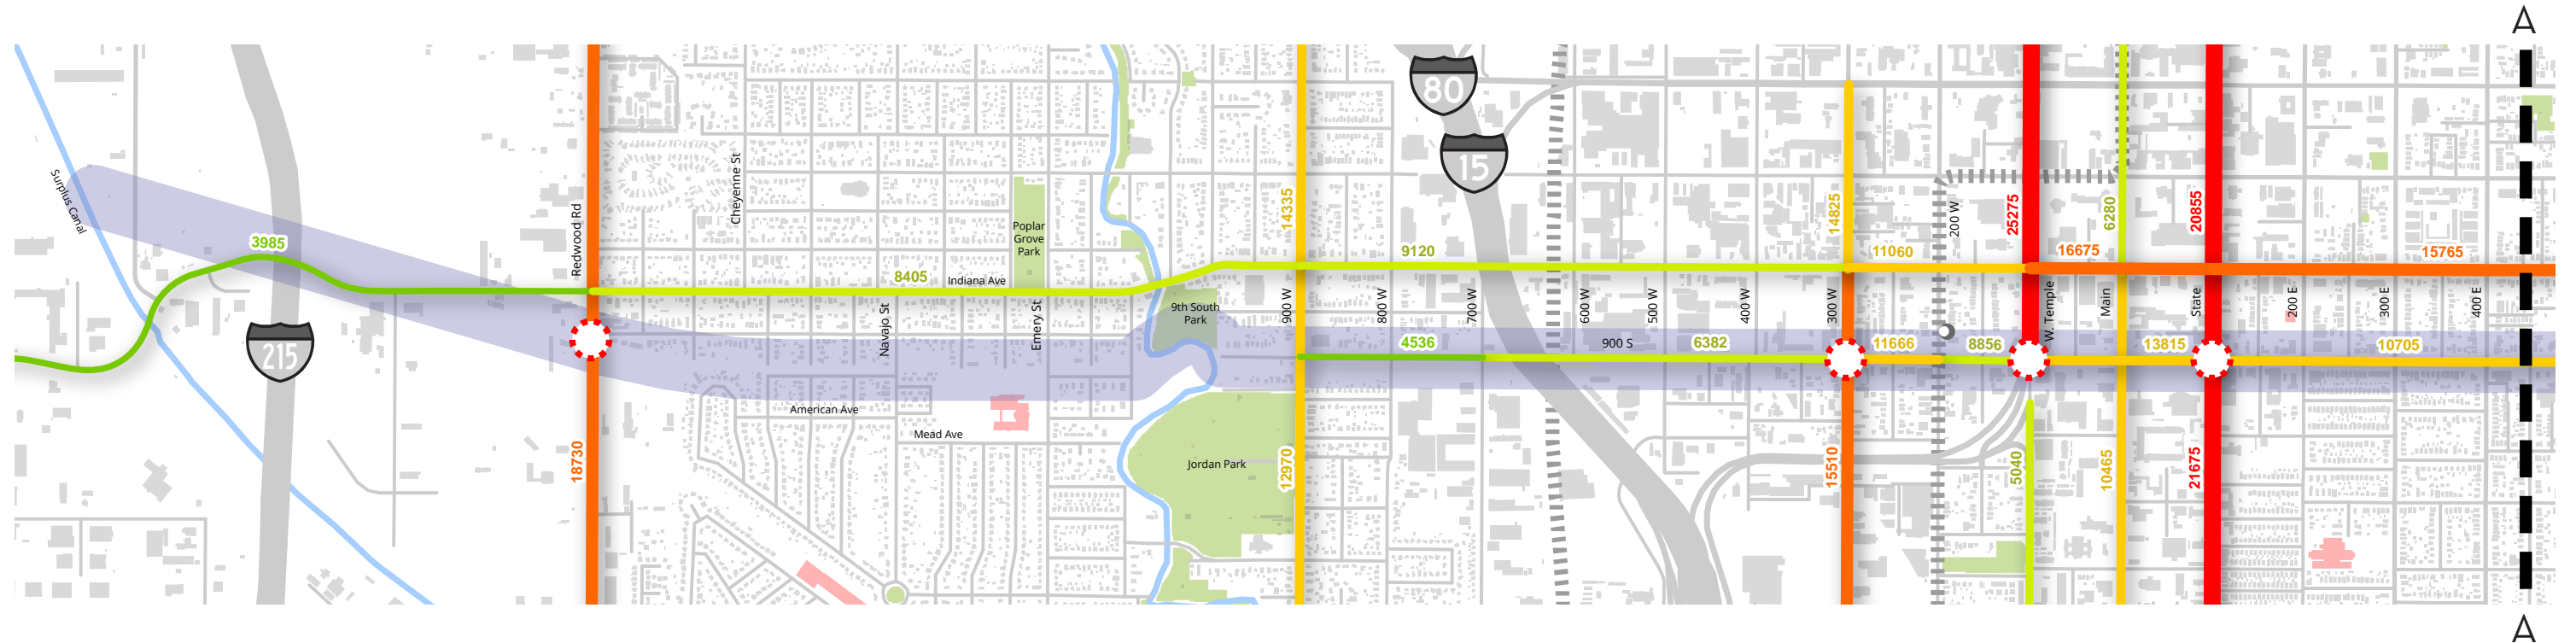 A
Surplus Canal
3985
215
Redwood Rd
18730
Cheyenne St
8405
Indiana Ave
Navajo St
Poplar
Grove
Park
Emery St
American Ave
Mead Ave
9th South
Park
Jordan Park
14335
900 W
12970
80
15
9120
800 W
700 W
4536
600 W
500 W
400 W
300 W
900 S
6382
14825
15510
11060
11666
200 W
8856
25275
W. Temple
5040
16675
6280
Main
10465
13815
20855
State
21675
200 E
300 E
400 E
15765
10705
A